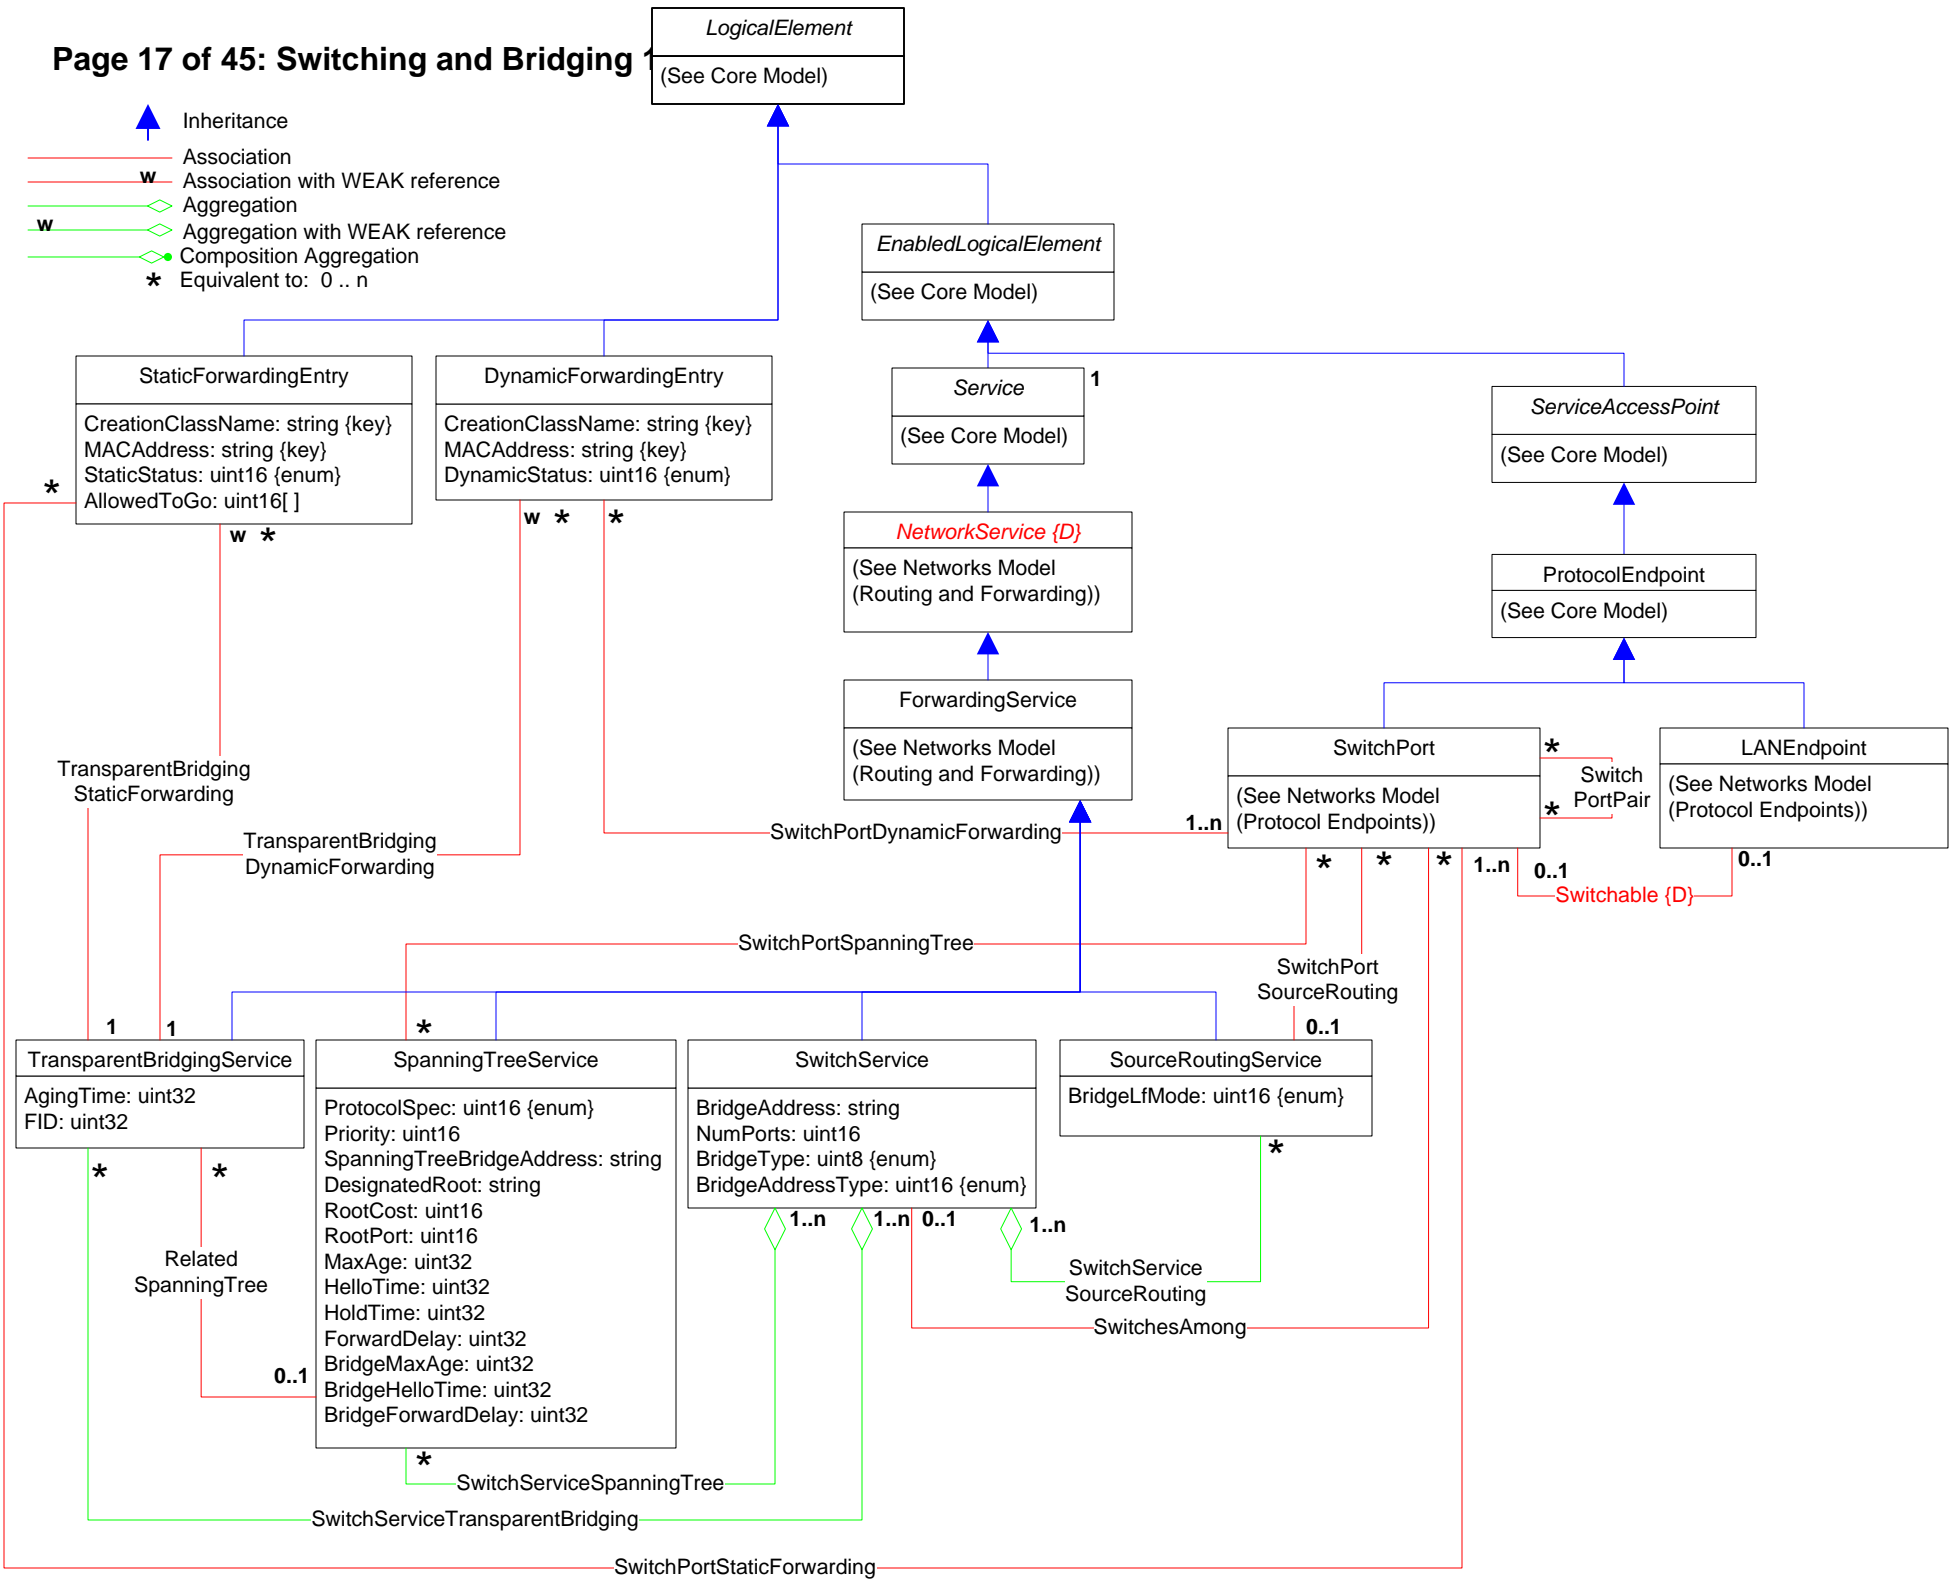 Page 17 of 45: Switching and Bridging 1
LogicalElement
(See Core Model)
Inheritance
Association
w
Association with WEAK reference
Aggregation
w
Aggregation with WEAK reference
Composition Aggregation
* Equivalent to: 0 .. n
EnabledLogicalElement
(See Core Model)
StaticForwardingEntry
CreationClassName: string {key}
MACAddress: string {key}
StaticStatus: uint16 {enum}
AllowedToGo: uint16[ ]
*
w *
DynamicForwardingEntry
CreationClassName: string {key}
MACAddress: string {key}
DynamicStatus: uint16 {enum}
w * *
Service
1
(See Core Model)
ServiceAccessPoint
(See Core Model)
NetworkService {D}
(See Networks Model
(Routing and Forwarding))
ProtocolEndpoint
(See Core Model)
ForwardingService
(See Networks Model
(Routing and Forwarding))
SwitchPort
(See Networks Model
(Protocol Endpoints))
*
Switch
PortPair
*
LANEndpoint
(See Networks Model
(Protocol Endpoints))
TransparentBridging
StaticForwarding
TransparentBridging
DynamicForwarding
SwitchPortDynamicForwarding
1..n
* * * 1..n 0..1
0..1
Switchable {D}
SwitchPortSpanningTree
SwitchPort
SourceRouting
1 1 * 0..1
TransparentBridgingService
AgingTime: uint32
FID: uint32
* *
SpanningTreeService
ProtocolSpec: uint16 {enum}
Priority: uint16
SpanningTreeBridgeAddress: string
DesignatedRoot: string
RootCost: uint16
RootPort: uint16
MaxAge: uint32
HelloTime: uint32
HoldTime: uint32
ForwardDelay: uint32
BridgeMaxAge: uint32
BridgeHelloTime: uint32
BridgeForwardDelay: uint32
SwitchService
BridgeAddress: string
NumPorts: uint16
BridgeType: uint8 {enum}
BridgeAddressType: uint16 {enum}
1..n 1..n 0..1 1..n
SourceRoutingService
BridgeLfMode: uint16 {enum}
*
Related
SpanningTree
0..1
SwitchService
SourceRouting
SwitchesAmong
*
SwitchServiceSpanningTree
SwitchServiceTransparentBridging
SwitchPortStaticForwarding